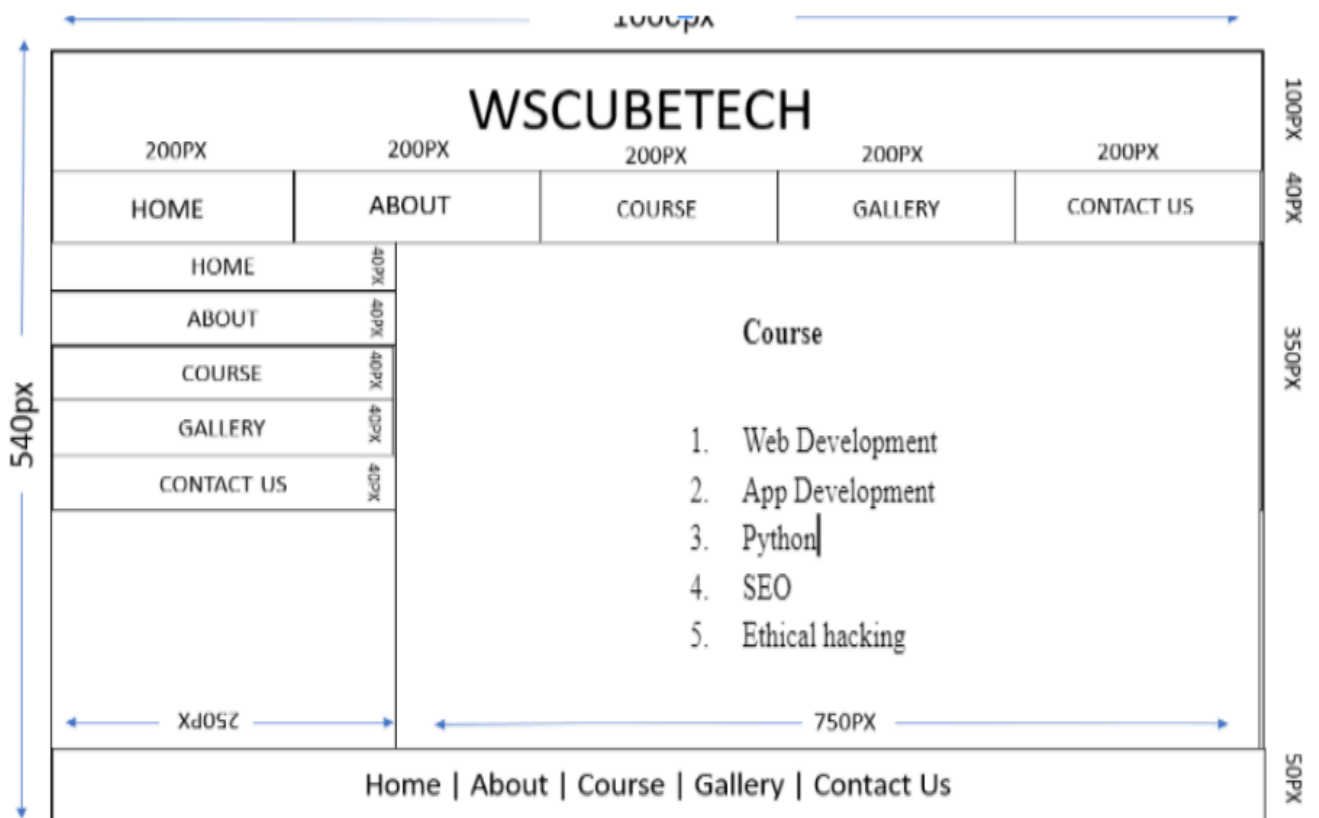 1000px
WSCUBETECH
100PX
200PX 200PX 200PX 200PX 200PX
HOME ABOUT COURSE GALLERY CONTACT US
40PX
HOME 40PX
ABOUT 40PX
COURSE 40PX
GALLERY 40PX
CONTACT US 40PX
Course
350PX
540px
1. Web Development
2. App Development
3. Python
4. SEO
5. Ethical hacking
250PX
750PX
Home | About | Course | Gallery | Contact Us
50PX